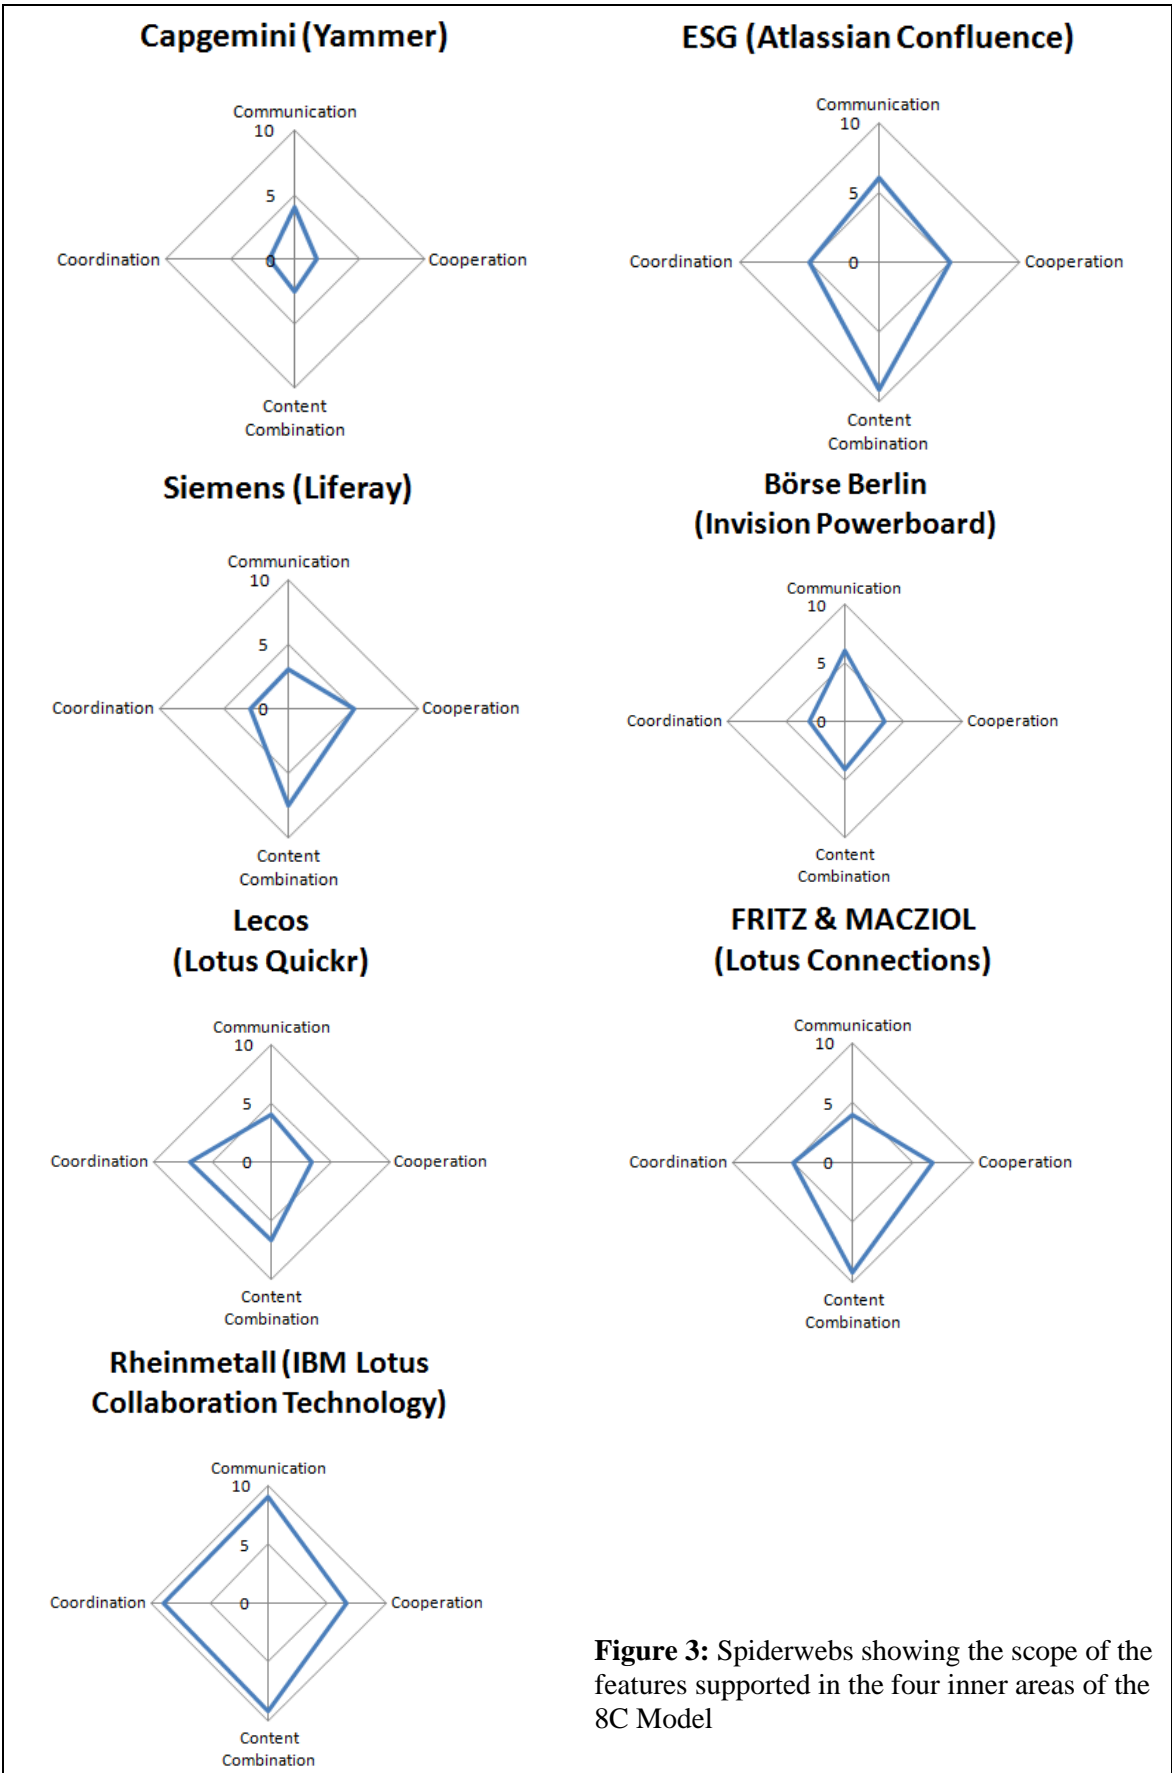 Capgemini (Yammer)
Communication
10
5
Coordination
0
Cooperation
Content
Combination
ESG (Atlassian Confluence)
Communication
10
5
Coordination
0
Cooperation
Content
Combination
Siemens (Liferay)
Communication
10
5
Coordination
0
Cooperation
Content
Combination
Börse Berlin
(Invision Powerboard)
Communication
10
5
Coordination
0
Cooperation
Content
Combination
Lecos
(Lotus Quickr)
Communication
10
5
Coordination
0
Cooperation
Content
Combination
FRITZ & MACZIOL
(Lotus Connections)
Communication
10
5
Coordination
0
Cooperation
Content
Combination
Rheinmetall (IBM Lotus
Collaboration Technology)
Communication
10
5
Coordination
0
Cooperation
Content
Combination
Figure 3: Spiderwebs showing the scope of the
features supported in the four inner areas of the
8C Model